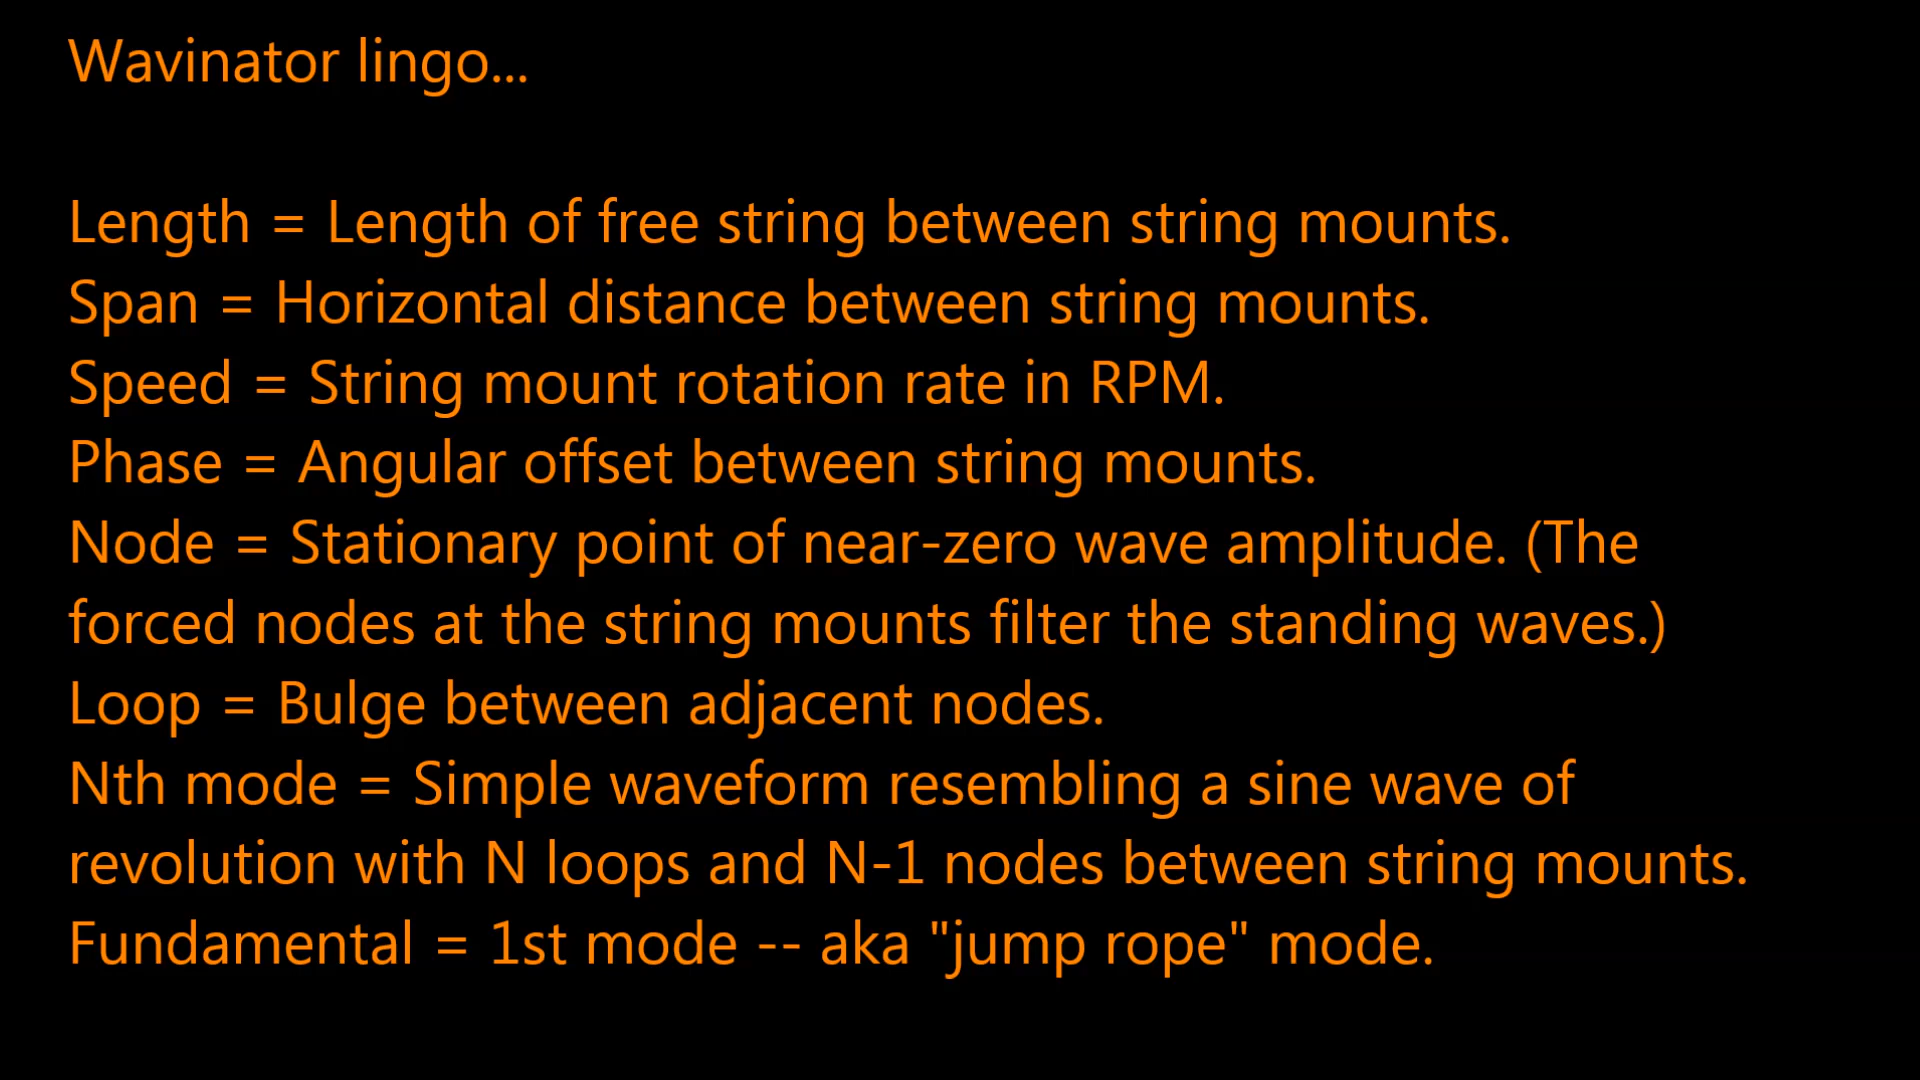 Wavinator lingo...
Length = Length of free string between string mounts.
Span = Horizontal distance between string mounts.
Speed = String mount rotation rate in RPM.
Phase = Angular offset between string mounts.
Node = Stationary point of near-zero wave amplitude. (The
forced nodes at the string mounts filter the standing waves.)
Loop = Bulge between adjacent nodes.
Nth mode = Simple waveform resembling a sine wave of
revolution with N loops and N-1 nodes between string mounts.
Fundamental = 1st mode -- aka "jump rope" mode.